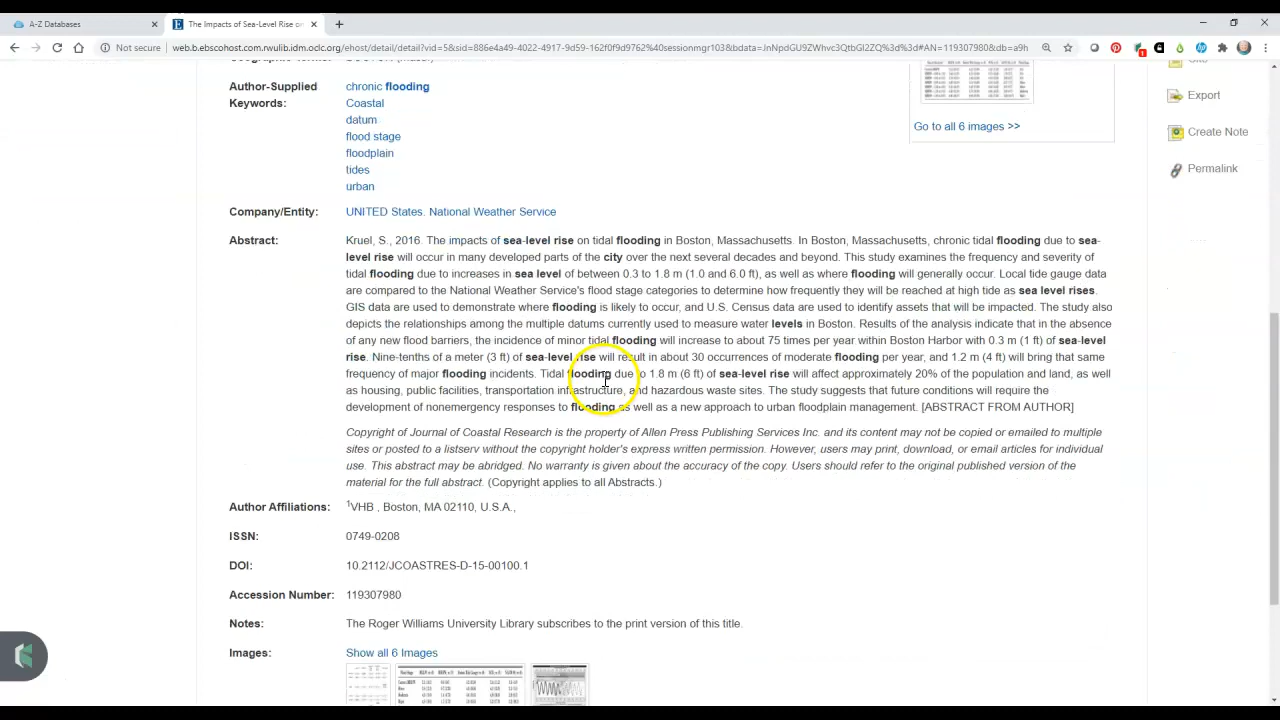 A-Z Databases
The Impacts of Sea-Level Rise on
Not secure
web.b.ebscohost.com.rwulib.idm.oclc.org/ehost/detail/detail?vid=5&sid=886e4a49-4022-4917-9d59-162f0f9d9762%40sessionmgr103&bdata=JnNpdGU9ZWhvc3QtbGl2ZQ%3d%3d#AN=119307980&db=a9h
chronic flooding
Keywords:
Coastal
datum
flood stage
floodplain
tides
urban
Go to all 6 images >>
Export
Create Note
Permalink
Company/Entity:
UNITED States. National Weather Service
Abstract:
Kruel, S., 2016. The impacts of sea-level rise on tidal flooding in Boston, Massachusetts. In Boston, Massachusetts, chronic tidal flooding due to sea-
level rise will occur in many developed parts of the city over the next several decades and beyond. This study examines the frequency and severity of
tidal flooding due to increases in sea level of between 0.3 to 1.8 m (1.0 and 6.0 ft), as well as where flooding will generally occur. Local tide gauge data
are compared to the National Weather Service's flood stage categories to determine how frequently they will be reached at high tide as sea level rises.
GIS data are used to demonstrate where flooding is likely to occur, and U.S. Census data are used to identify assets that will be impacted. The study also
depicts the relationships among the multiple datums currently used to measure water levels in Boston. Results of the analysis indicate that in the absence
of any new flood barriers, the incidence of minor tidal flooding will increase to about 75 times per year within Boston Harbor with 0.3 m (1 ft) of sea-level
rise. Nine-tenths of a meter (3 ft) of sea-level rise will result in about 30 occurrences of moderate flooding per year, and 1.2 m (4 ft) will bring that same
frequency of major flooding incidents. Tidal flooding due to 1.8 m (6 ft) of sea-level rise will affect approximately 20% of the population and land, as well
as housing, public facilities, transportation infrastructure, and hazardous waste sites. The study suggests that future conditions will require the
development of nonemergency responses to flooding as well as a new approach to urban floodplain management. [ABSTRACT FROM AUTHOR]
Copyright of Journal of Coastal Research is the property of Allen Press Publishing Services Inc. and its content may not be copied or emailed to multiple
sites or posted to a listserv without the copyright holder's express written permission. However, users may print, download, or email articles for individual
use. This abstract may be abridged. No warranty is given about the accuracy of the copy. Users should refer to the original published version of the
material for the full abstract. (Copyright applies to all Abstracts.)
Author Affiliations:
1VHB , Boston, MA 02110, U.S.A.,
ISSN:
0749-0208
DOI:
10.2112/JCOASTRES-D-15-00100.1
Accession Number:
119307980
Notes:
The Roger Williams University Library subscribes to the print version of this title.
Images:
Show all 6 Images